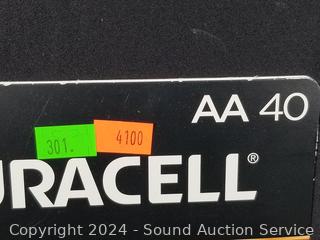 AA 40
301.
4100
URACELL®
Copyright 2024 - Sound Auction Service